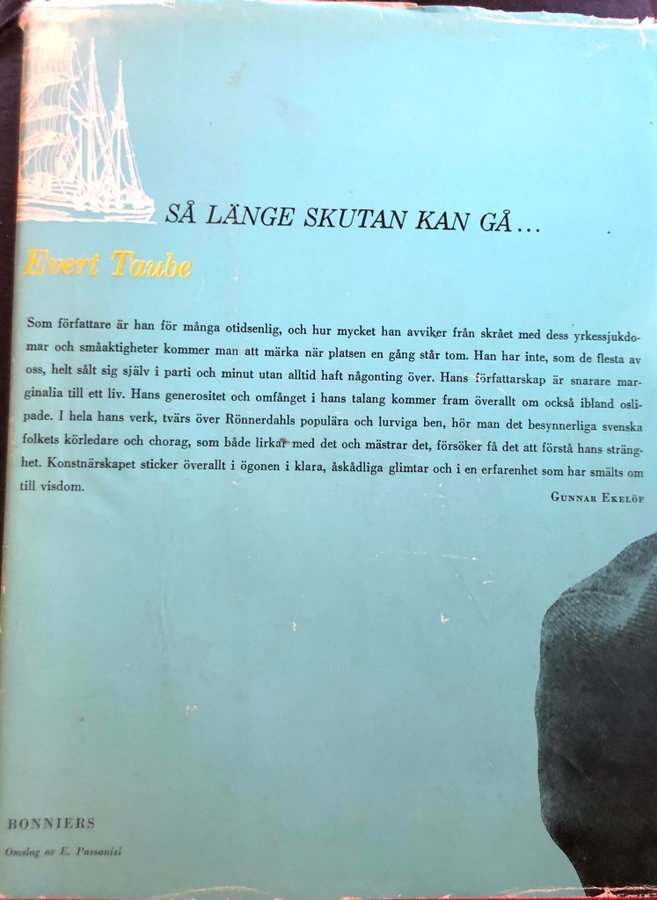 SÅ LÄNGE SKUTAN KAN GÅ...
Evert Taube
Som författare är han för många otidsenlig, och hur mycket han avviker från skrået med dess yrkessjukdo-
mar och småaktigheter kommer man att märka när platsen en gång står tom. Han har inte, som de flesta av
oss, helt sålt sig själv i parti och minut utan alltid haft någonting över. Hans författarskap är snarare mar-
ginalia till ett liv. Hans generositet och omfånget i hans talang kommer fram överallt om också ibland osli-
pade. I hela hans verk, tvärs över Rönnerdahls populära och lurviga ben, hör man det besynnerliga svenska
folkets körledare och chorag, som både lirkar med det och mästrar det, försöker få det att förstå hans sträng-
het. Konstnärskapet sticker överallt i ögonen i klara, åskådliga glimtar och i en erfarenhet som har smälts om
till visdom.
GUNNAR EKELÖF
BONNIERS
Omslag av E. Passanisi